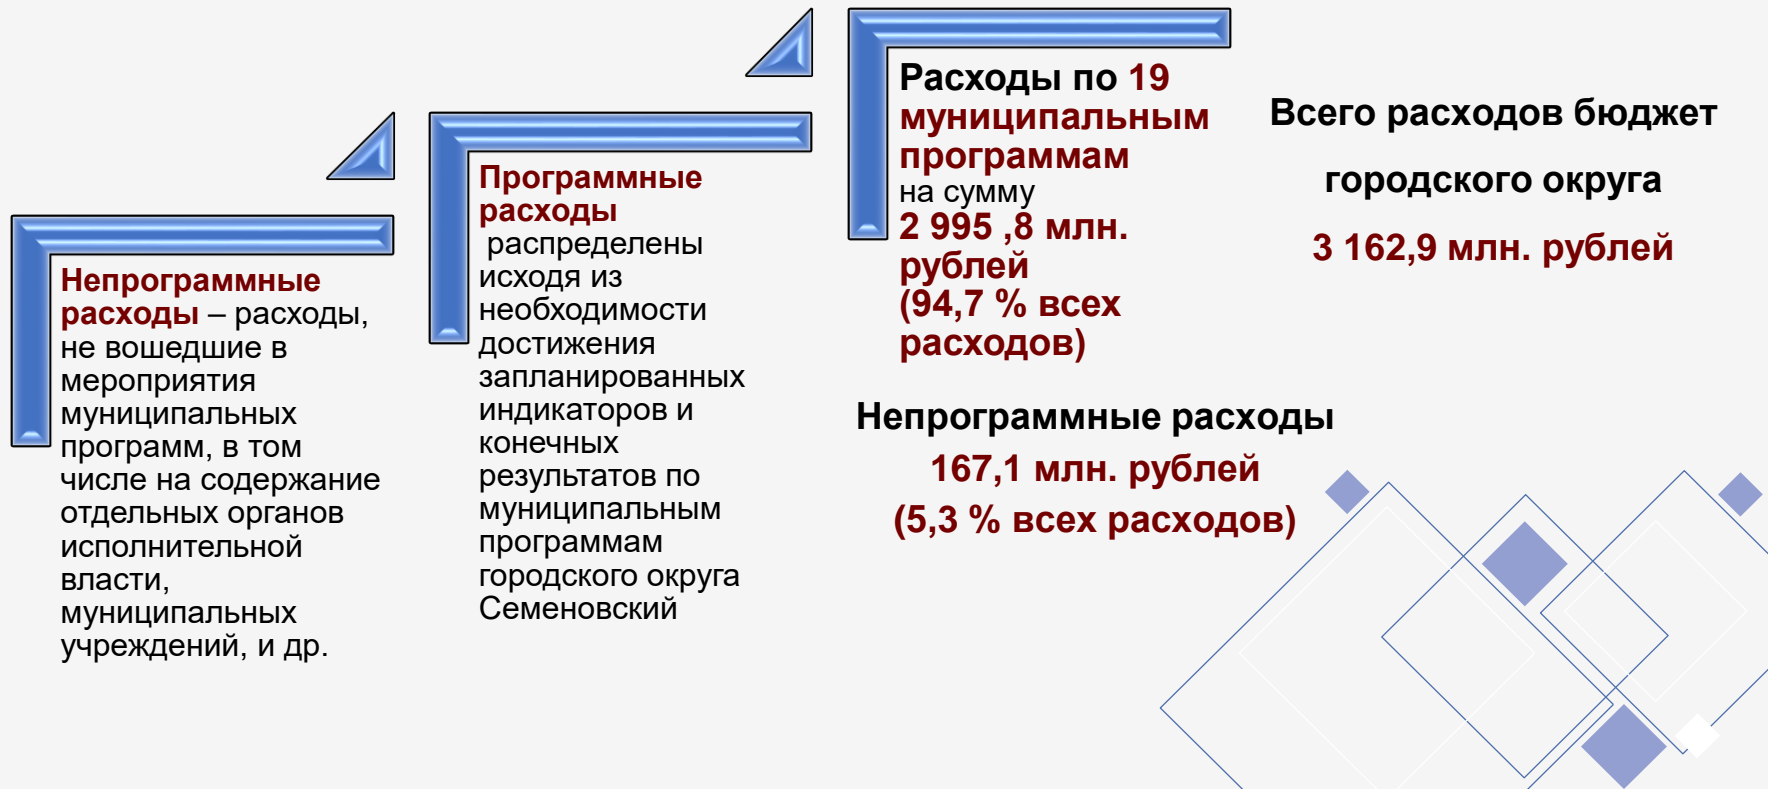 Непрограммные
расходы – расходы,
не вошедшие в
мероприятия
муниципальных
программ, в том
числе на содержание
отдельных органов
исполнительной
власти,
муниципальных
учреждений, и др.
Программные
расходы
распределены
исходя из
необходимости
достижения
запланированных
индикаторов и
конечных
результатов по
муниципальным
программам
городского округа
Семеновский
Расходы по 19
муниципальным
программам
на сумму
2 995 ,8 млн.
рублей
(94,7 % всех
расходов)
Непрограммные расходы
167,1 млн. рублей
(5,3 % всех расходов)
Всего расходов бюджет
городского округа
3 162,9 млн. рублей